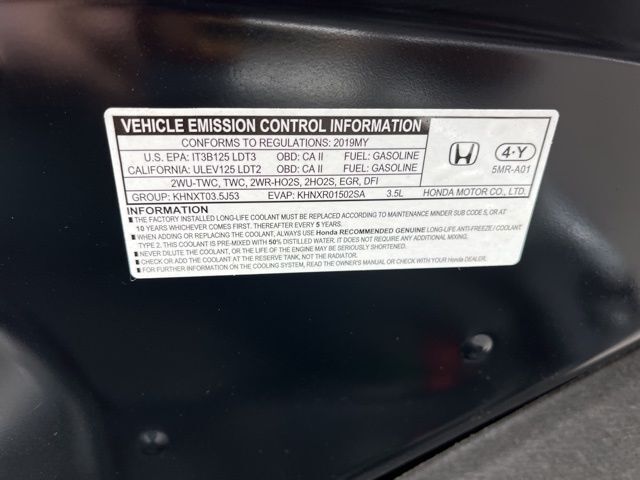 VEHICLE EMISSION CONTROL INFORMATION
CONFORMS TO REGULATIONS: 2019MY
U.S. EPA: IT3B125 LDT3 OBD: CA II FUEL: GASOLINE
CALIFORNIA: ULEV125 LDT2 OBD: CA II FUEL: GASOLINE
2WU-TWC, TWC, 2WR-HO2S, 2HO2S, EGR, DFI
GROUP: KHNXT03.5J53 EVAP: KHNXR01502SA 3.5L HONDA MOTOR CO., LTD.
4-Y
5MR-A01
INFORMATION
■ THE FACTORY INSTALLED LONG-LIFE COOLANT MUST BE REPLACED ACCORDING TO MAINTENANCE MINDER SUB CODE 5, OR AT
10 YEARS WHICHEVER COMES FIRST. THEREAFTER EVERY 5 YEARS.
■ WHEN ADDING OR REPLACING COOLANT, ALWAYS USE Honda RECOMMENDED GENUINE LONG-LIFE ANTI-FREEZE / COOLANT
TYPE 2. THIS COOLANT IS PRE-MIXED WITH 50% DISTILLED WATER. IT DOES NOT REQUIRE ANY ADDITIONAL MIXING.
■ NEVER DILUTE THE COOLANT, OR THE LIFE OF THE ENGINE MAY BE SERIOUSLY SHORTENED.
■ CHECK OR ADD COOLANT AT THE RESERVE TANK, NOT THE RADIATOR.
■ FOR FURTHER INFORMATION ON THE COOLING SYSTEM, READ THE OWNER'S MANUAL OR CHECK WITH YOUR Honda DEALER.